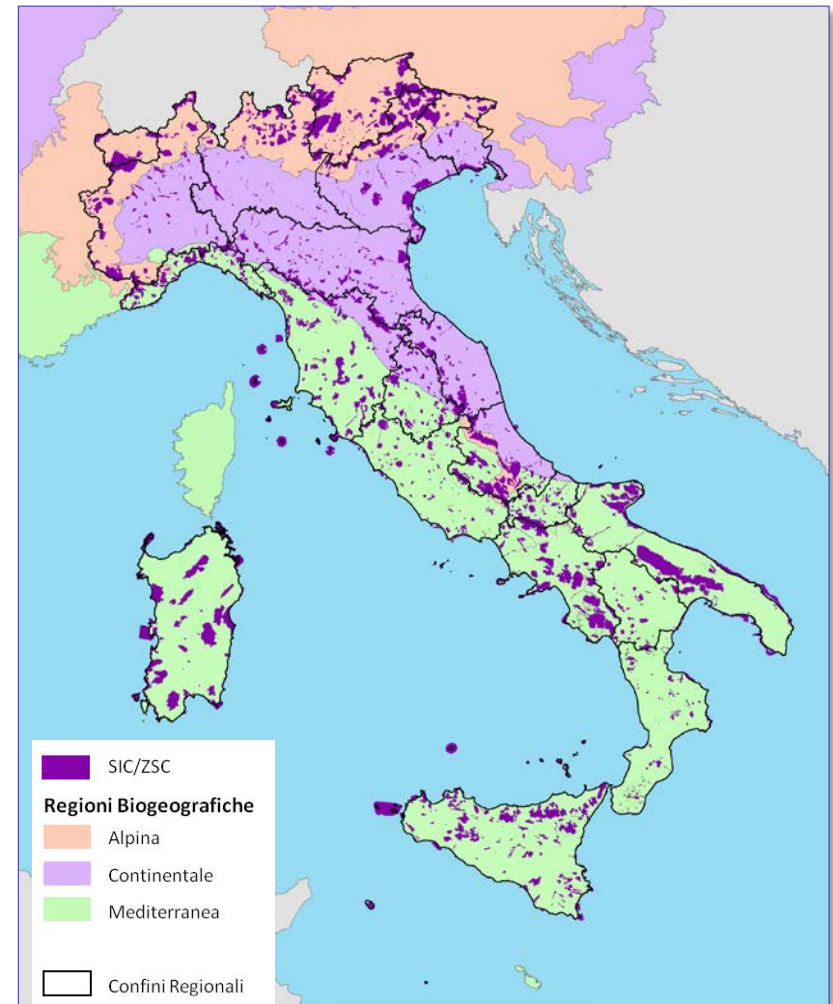 SIC/ZSC
Regioni Biogeografiche
Alpina
Continentale
Mediterranea
Confini Regionali